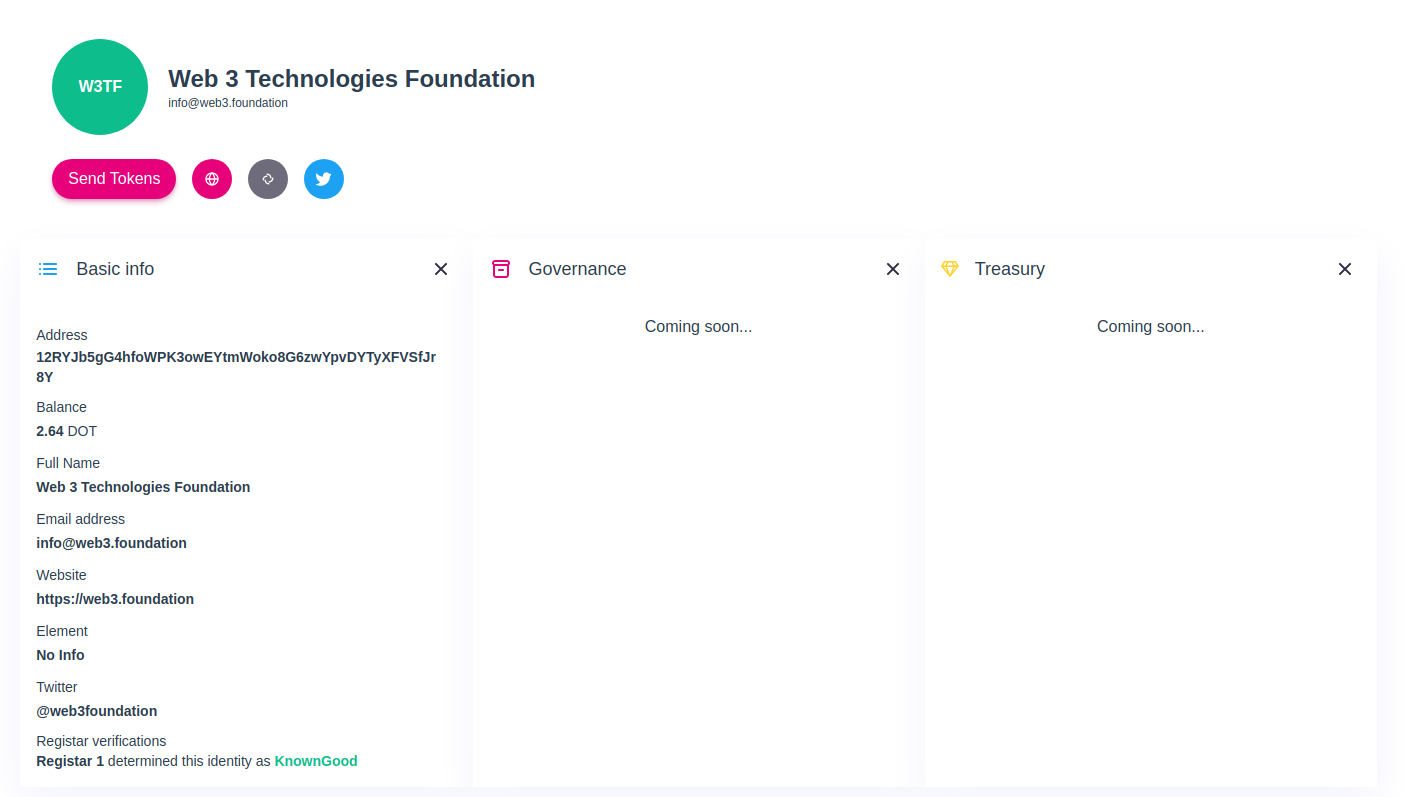 W3TF
Web 3 Technologies Foundation
info@web3.foundation
Send Tokens
Basic info
Address
12RYJb5gG4hfoWPK3owEYtmWoko8G6zwYpvDYTyXFVSfJr
8Y
Balance
2.64 DOT
Full Name
Web 3 Technologies Foundation
Email address
info@web3.foundation
Website
https://web3.foundation
Element
No Info
Twitter
@web3foundation
Registar verifications
Registar 1 determined this identity as KnownGood
Governance
Coming soon...
Treasury
Coming soon...